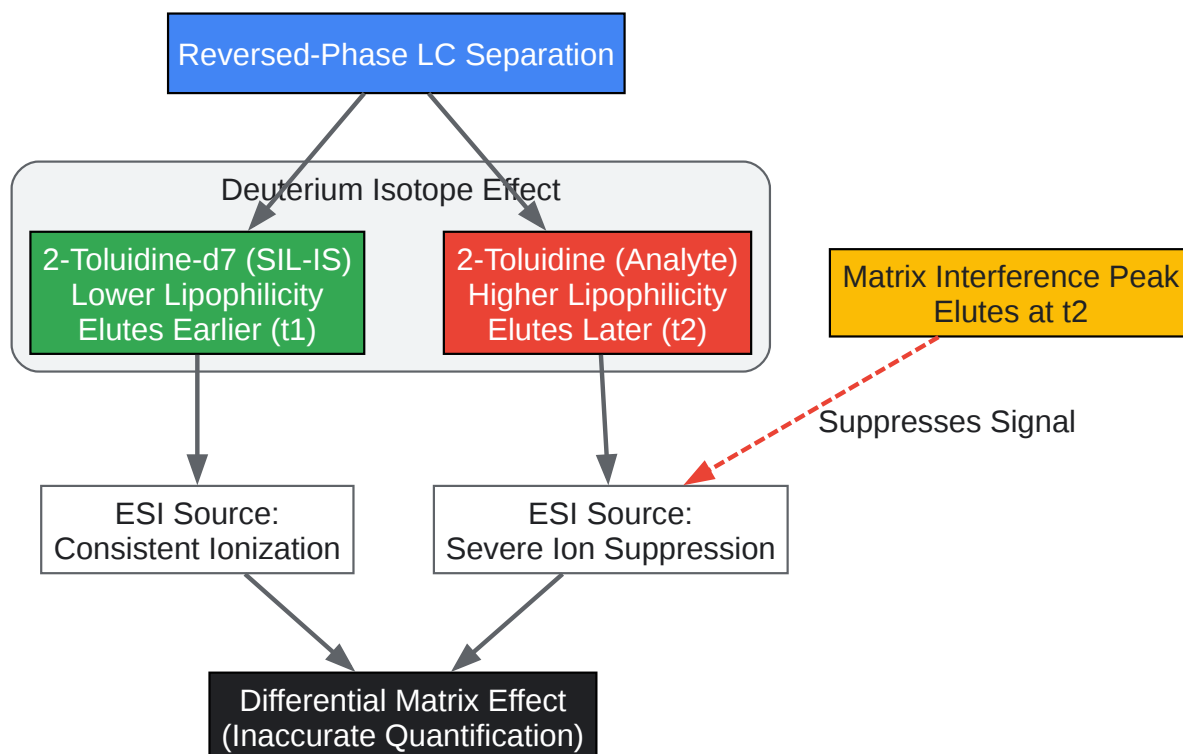 Reversed-Phase LC Separation
Deuterium Isotope Effect
2-Toluidine-d7 (SIL-IS)
Lower Lipophilicity
Elutes Earlier (t1)
2-Toluidine (Analyte)
Higher Lipophilicity
Elutes Later (t2)
Matrix Interference Peak
Elutes at t2
Suppresses Signal
ESI Source:
Consistent Ionization
ESI Source:
Severe Ion Suppression
Differential Matrix Effect
(Inaccurate Quantification)